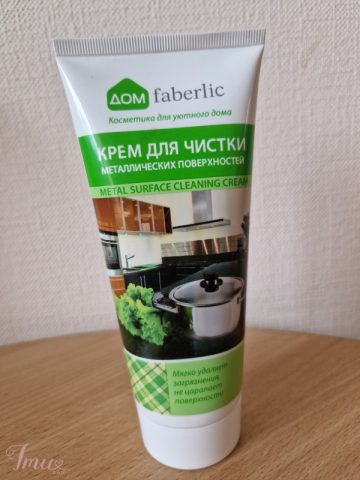 ДОМ faberlic
Косметика для уютного дома
КРЕМ ДЛЯ ЧИСТКИ
МЕТАЛЛИЧЕСКИХ ПОВЕРХНОСТЕЙ
METAL SURFACE CLEANING CREAM
Мягко удаляет
загрязнения,
не царапает
поверхности